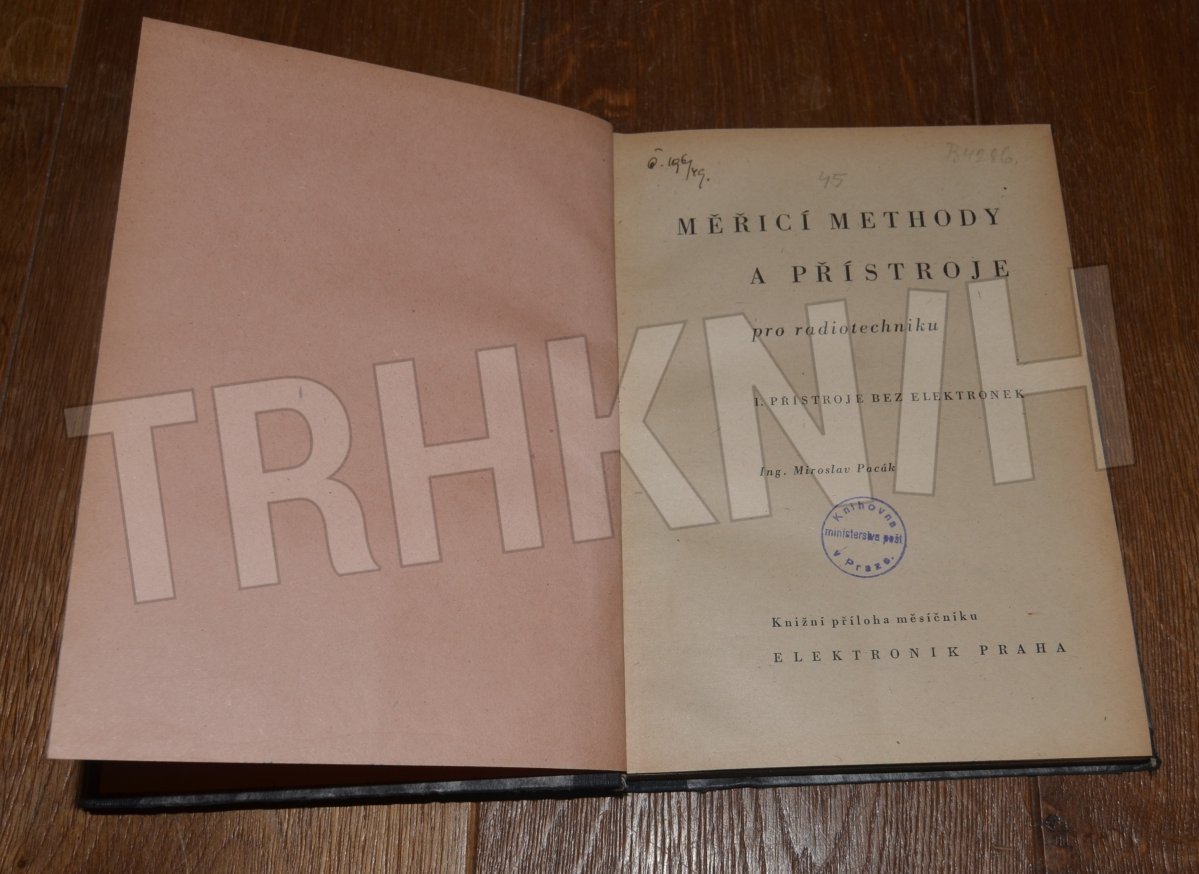 196/49.
45
B4286.
MĚŘICÍ METHODY
A PŘÍSTROJE
pro radiotechniku
I. PŘÍSTROJE BEZ ELEKTRONEK
Ing. Miroslav Pacák
Knihovna
ministerstva pošt
v Praze.
Knižní příloha měsíčníku
ELEKTRONIK PRAHA
TRHKNIH